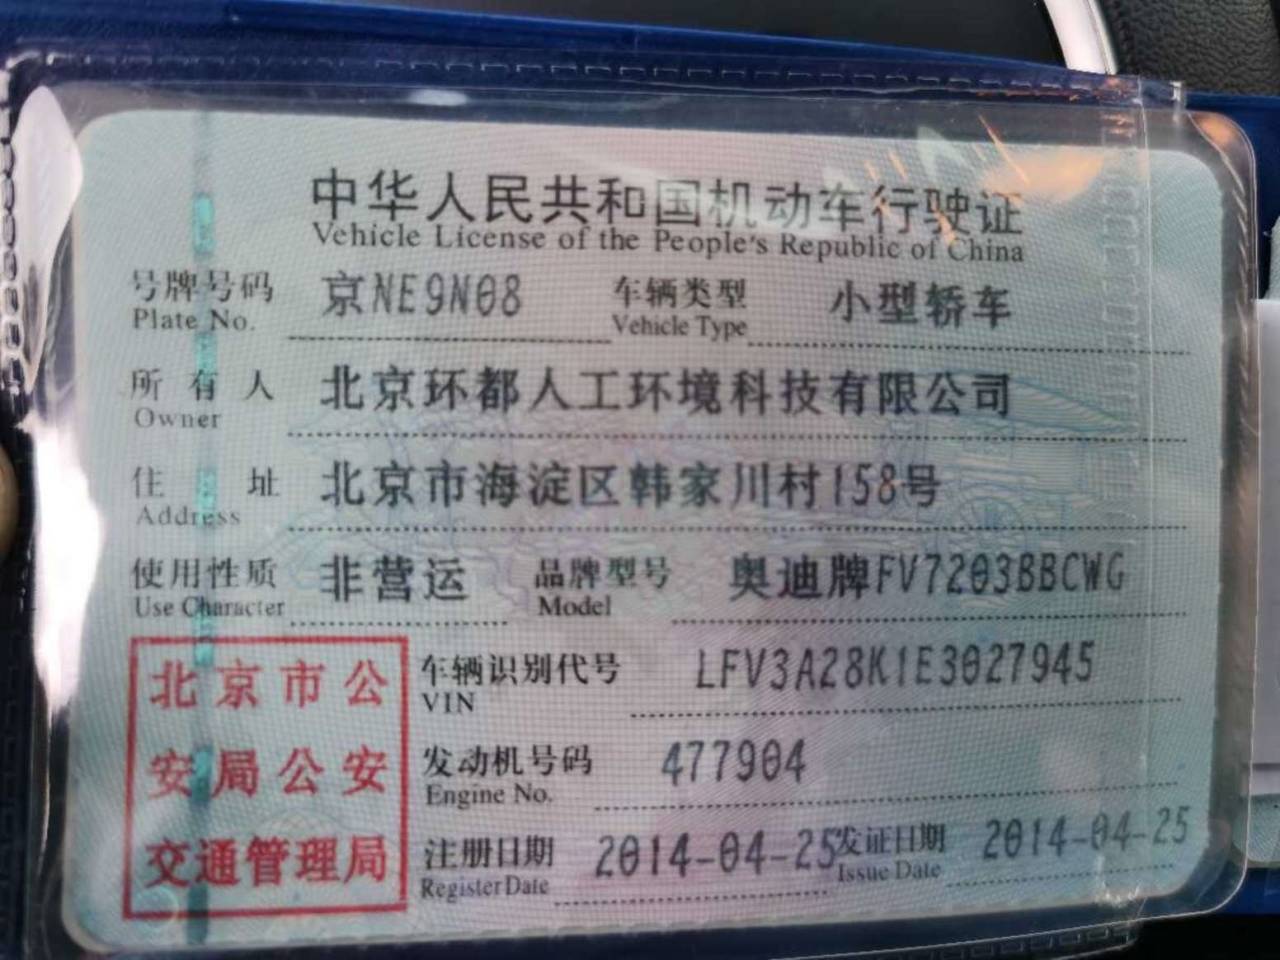 中华人民共和国机动车行驶证
Vehicle License of the People's Republic of China
号牌号码 京NE9N08 车辆类型 小型轿车
Plate No. Vehicle Type
所有人 北京环都人工环境科技有限公司
Owner
住址 北京市海淀区韩家川村158号
Address
使用性质 非营运 品牌型号 奥迪牌FV7203BBCWG
Use Character Model
车辆识别代号 LFV3A28K1E3027945
VIN
发动机号码 477904
Engine No.
注册日期 2014-04-25 发证日期 2014-04-25
Register Date Issue Date
北京市公
安局公安
交通管理局